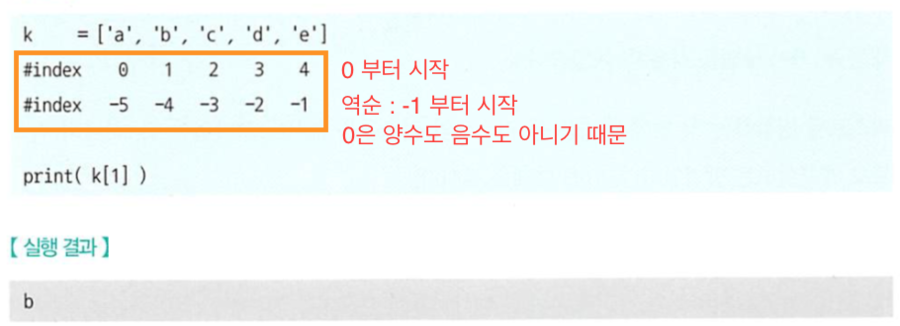 k = ['a', 'b', 'c', 'd', 'e']
#index 0 1 2 3 4 0 부터 시작
#index -5 -4 -3 -2 -1 역순 : -1 부터 시작
0은 양수도 음수도 아니기 때문
print( k[1] )
【 실행 결과 】
b